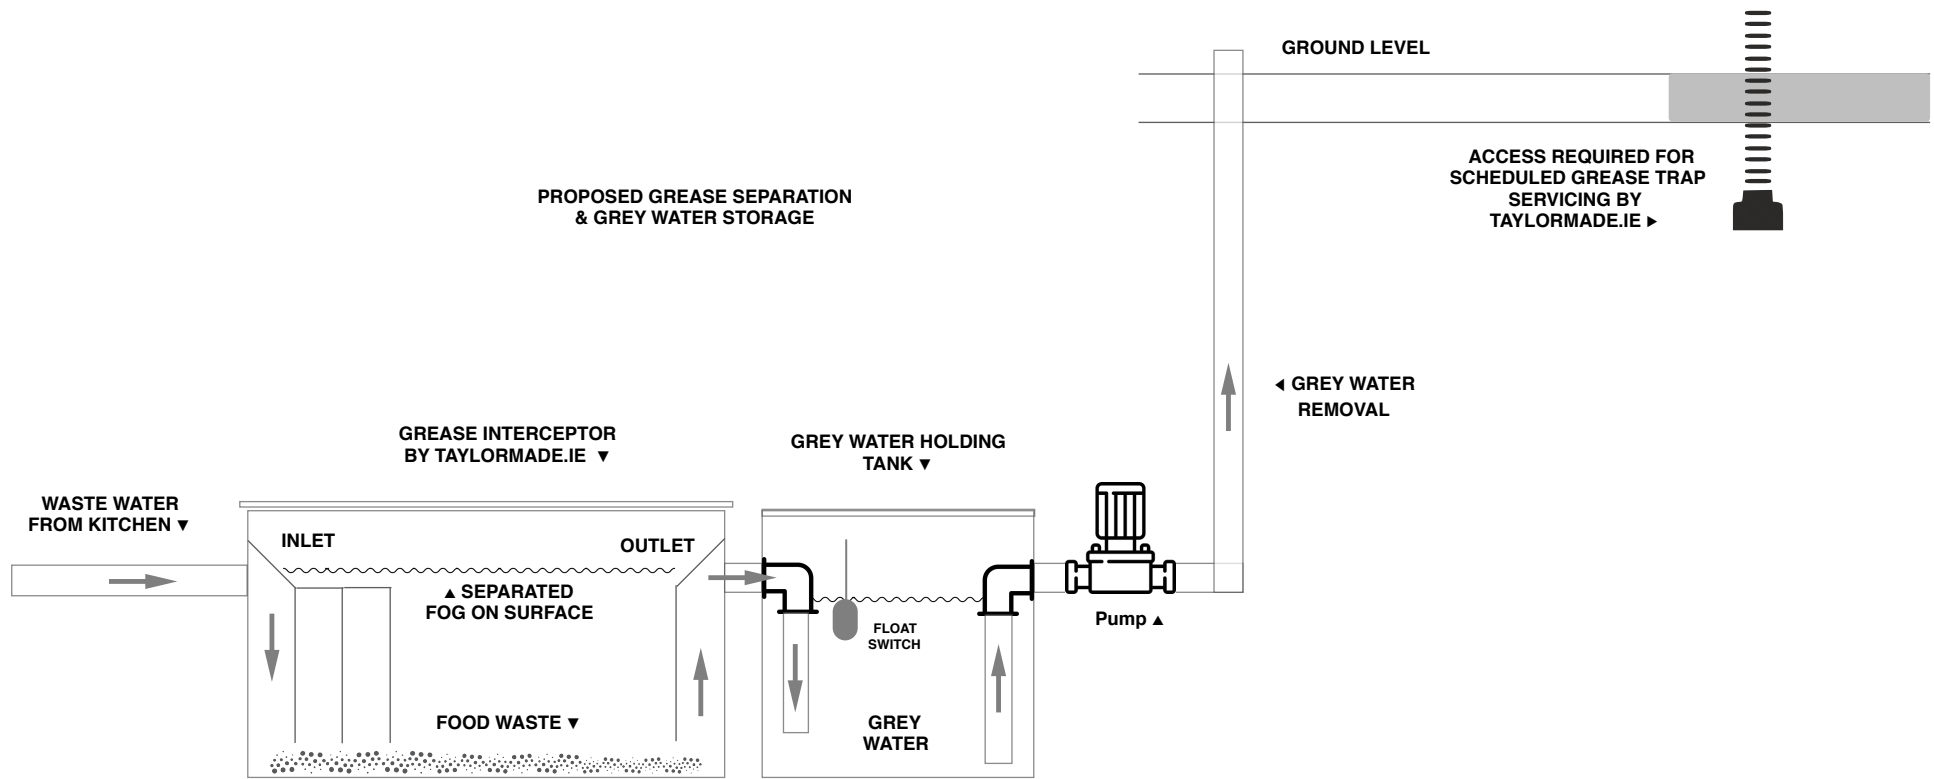 GROUND LEVEL
ACCESS REQUIRED FOR
SCHEDULED GREASE TRAP
SERVICING BY
TAYLORMADE.IE ►
PROPOSED GREASE SEPARATION
& GREY WATER STORAGE
◄ GREY WATER
REMOVAL
GREASE INTERCEPTOR
BY TAYLORMADE.IE ▼
GREY WATER HOLDING
TANK ▼
WASTE WATER
FROM KITCHEN ▼
INLET
OUTLET
▲ SEPARATED
FOG ON SURFACE
FLOAT
SWITCH
Pump ▲
FOOD WASTE ▼
GREY
WATER